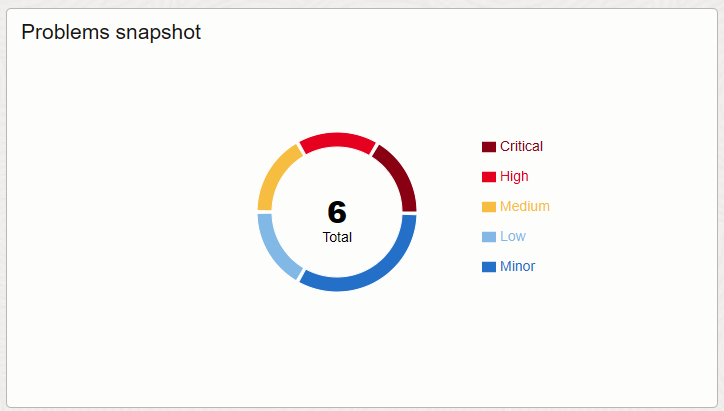 Problems snapshot
6
Total
Critical
High
Medium
Low
Minor